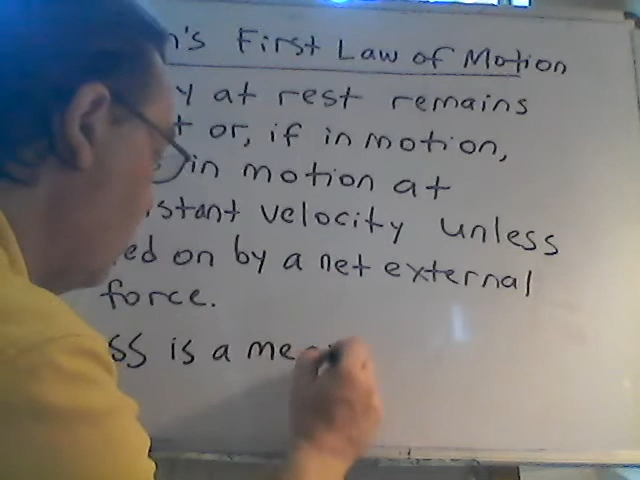 's First Law of Motion
y at rest remains
t or, if in motion,
in motion at
stant velocity unless
ed on by a net external
force.
ss is a me